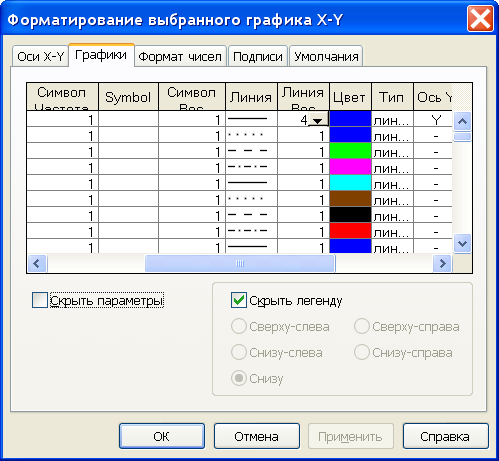 Форматирование выбранного графика X-Y
Оси X-Y Графики Формат чисел Подписи Умолчания
Символ Частота Symbol Символ Вес Линия Линия Вес Цвет Тип Ось Y
1 1 4 лин... Y
1 1 1 лин... -
1 1 1 лин... -
1 1 1 лин... -
1 1 1 лин... -
1 1 1 лин... -
1 1 1 лин... -
1 1 1 лин... -
1 1 1 лин... -
Скрыть параметры
Скрыть легенду
Сверху-слева Сверху-справа
Снизу-слева Снизу-справа
Снизу
ОК Отмена Применить Справка